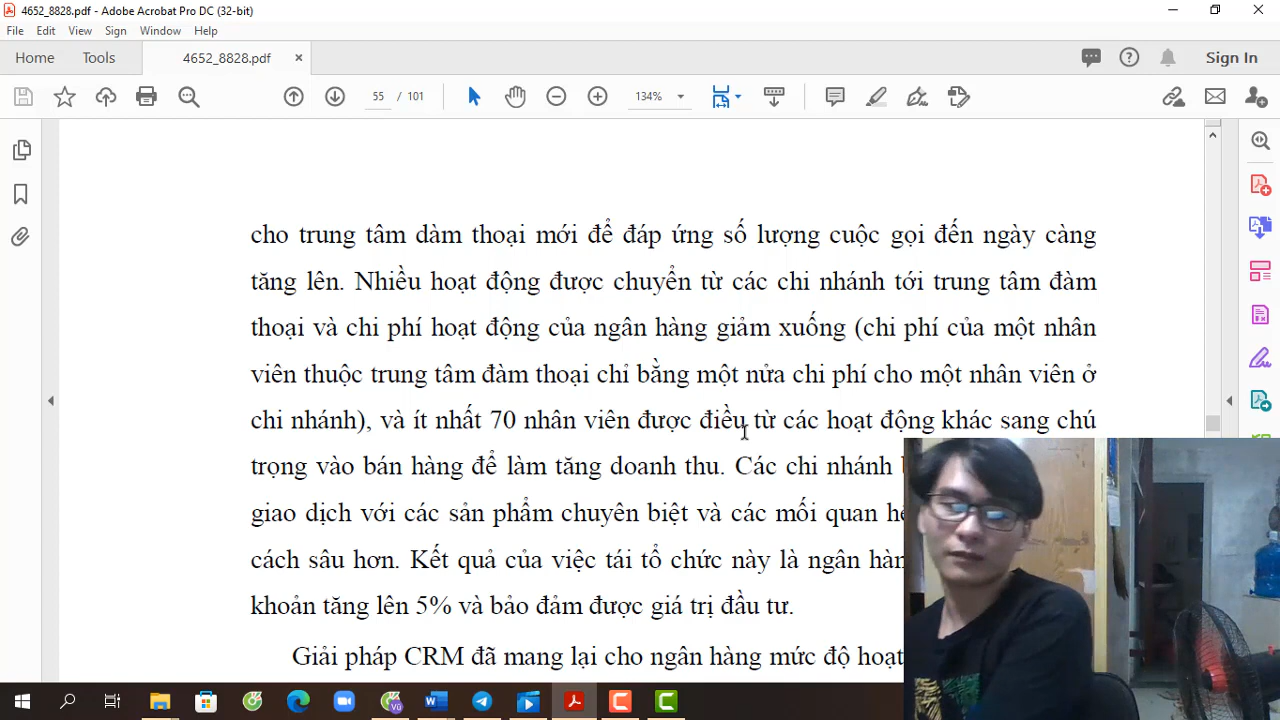 4652_8828.pdf - Adobe Acrobat Pro DC (32-bit)
File Edit View Sign Window Help
Home Tools 4652_8828.pdf × Sign In
55 / 101 134%
cho trung tâm dàm thoại mới để đáp ứng số lượng cuộc gọi đến ngày càng
tăng lên. Nhiều hoạt động được chuyển từ các chi nhánh tới trung tâm đàm
thoại và chi phí hoạt động của ngân hàng giảm xuống (chi phí của một nhân
viên thuộc trung tâm đàm thoại chỉ bằng một nửa chi phí cho một nhân viên ở
chi nhánh), và ít nhất 70 nhân viên được điều từ các hoạt động khác sang chú
trọng vào bán hàng để làm tăng doanh thu. Các chi nhánh
giao dịch với các sản phẩm chuyên biệt và các mối quan
cách sâu hơn. Kết quả của việc tái tổ chức này là ngân
khoản tăng lên 5% và bảo đảm được giá trị đầu tư.
Giải pháp CRM đã mang lại cho ngân hàng mức độ